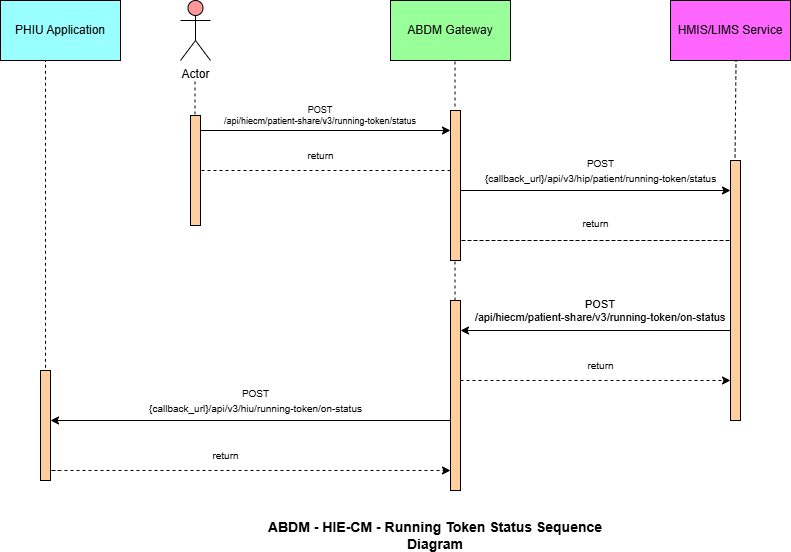 PHIU Application
ABDM Gateway
HMIS/LIMS Service
Actor
POST
/api/hiecm/patient-share/v3/running-token/status
return
POST
{callback_url}/api/v3/hip/patient/running-token/status
return
POST
/api/hiecm/patient-share/v3/running-token/on-status
return
POST
{callback_url}/api/v3/hiu/running-token/on-status
return
ABDM - HIE-CM - Running Token Status Sequence
Diagram